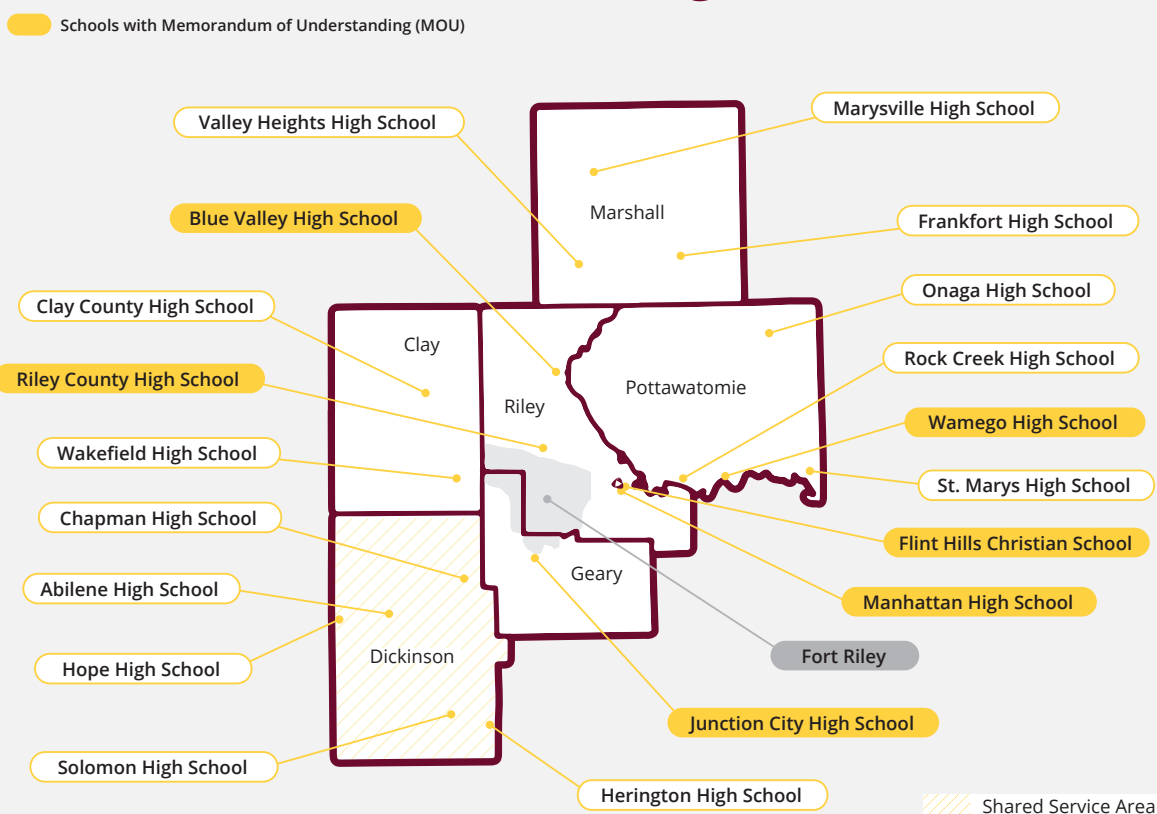 Schools with Memorandum of Understanding (MOU)
Valley Heights High School
Marysville High School
Blue Valley High School
Marshall
Frankfort High School
Onaga High School
Clay County High School
Clay
Rock Creek High School
Riley County High School
Riley
Pottawatomie
Wamego High School
Wakefield High School
St. Marys High School
Chapman High School
Flint Hills Christian School
Geary
Abilene High School
Manhattan High School
Hope High School
Dickinson
Fort Riley
Junction City High School
Solomon High School
Herington High School
Shared Service Area